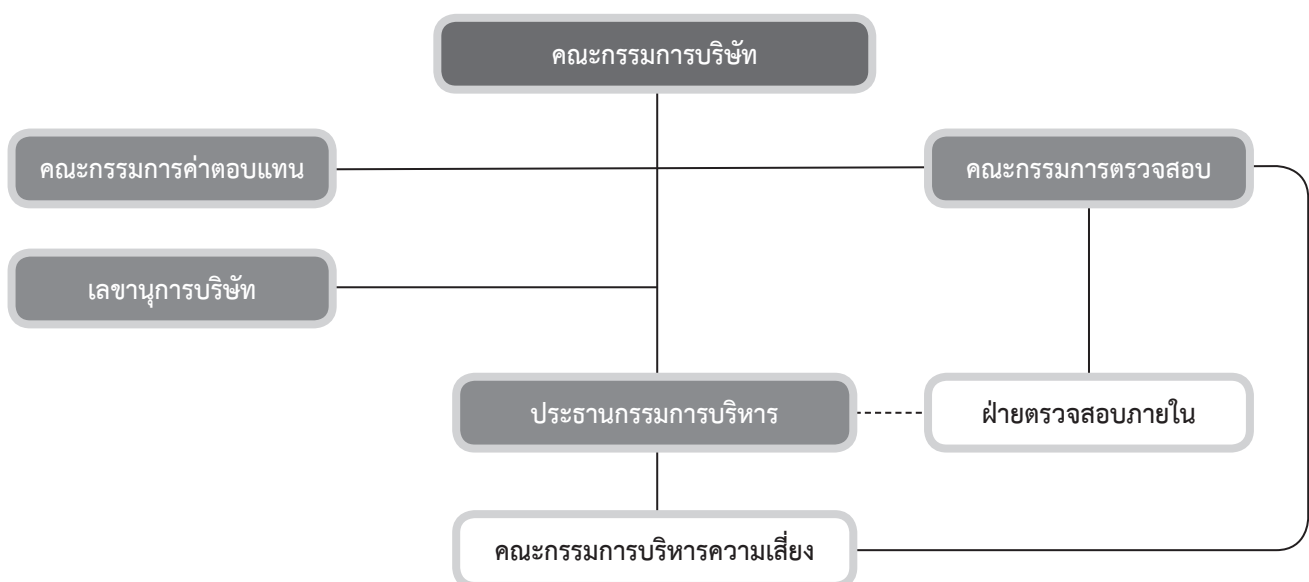 คณะกรรมการบริษัท
คณะกรรมการค่าตอบแทน
คณะกรรมการตรวจสอบ
เลขานุการบริษัท
ประธานกรรมการบริหาร
ฝ่ายตรวจสอบภายใน
คณะกรรมการบริหารความเสี่ยง